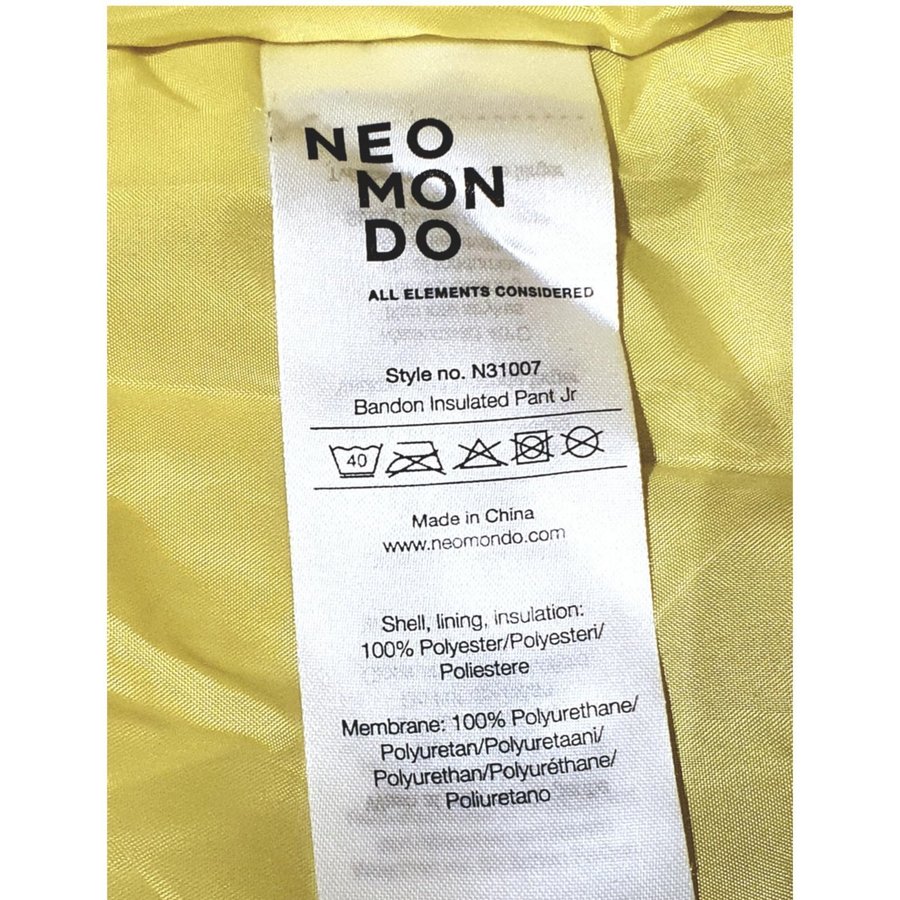 NEO
MON
DO
ALL ELEMENTS CONSIDERED
Style no. N31007
Bandon Insulated Pant Jr
40
Made in China
www.neomondo.com
Shell, lining, insulation:
100% Polyester/Polyesteri/
Poliestere
Membrane: 100% Polyurethane/
Polyuretan/Polyuretaani/
Polyurethan/Polyuréthane/
Poliuretano